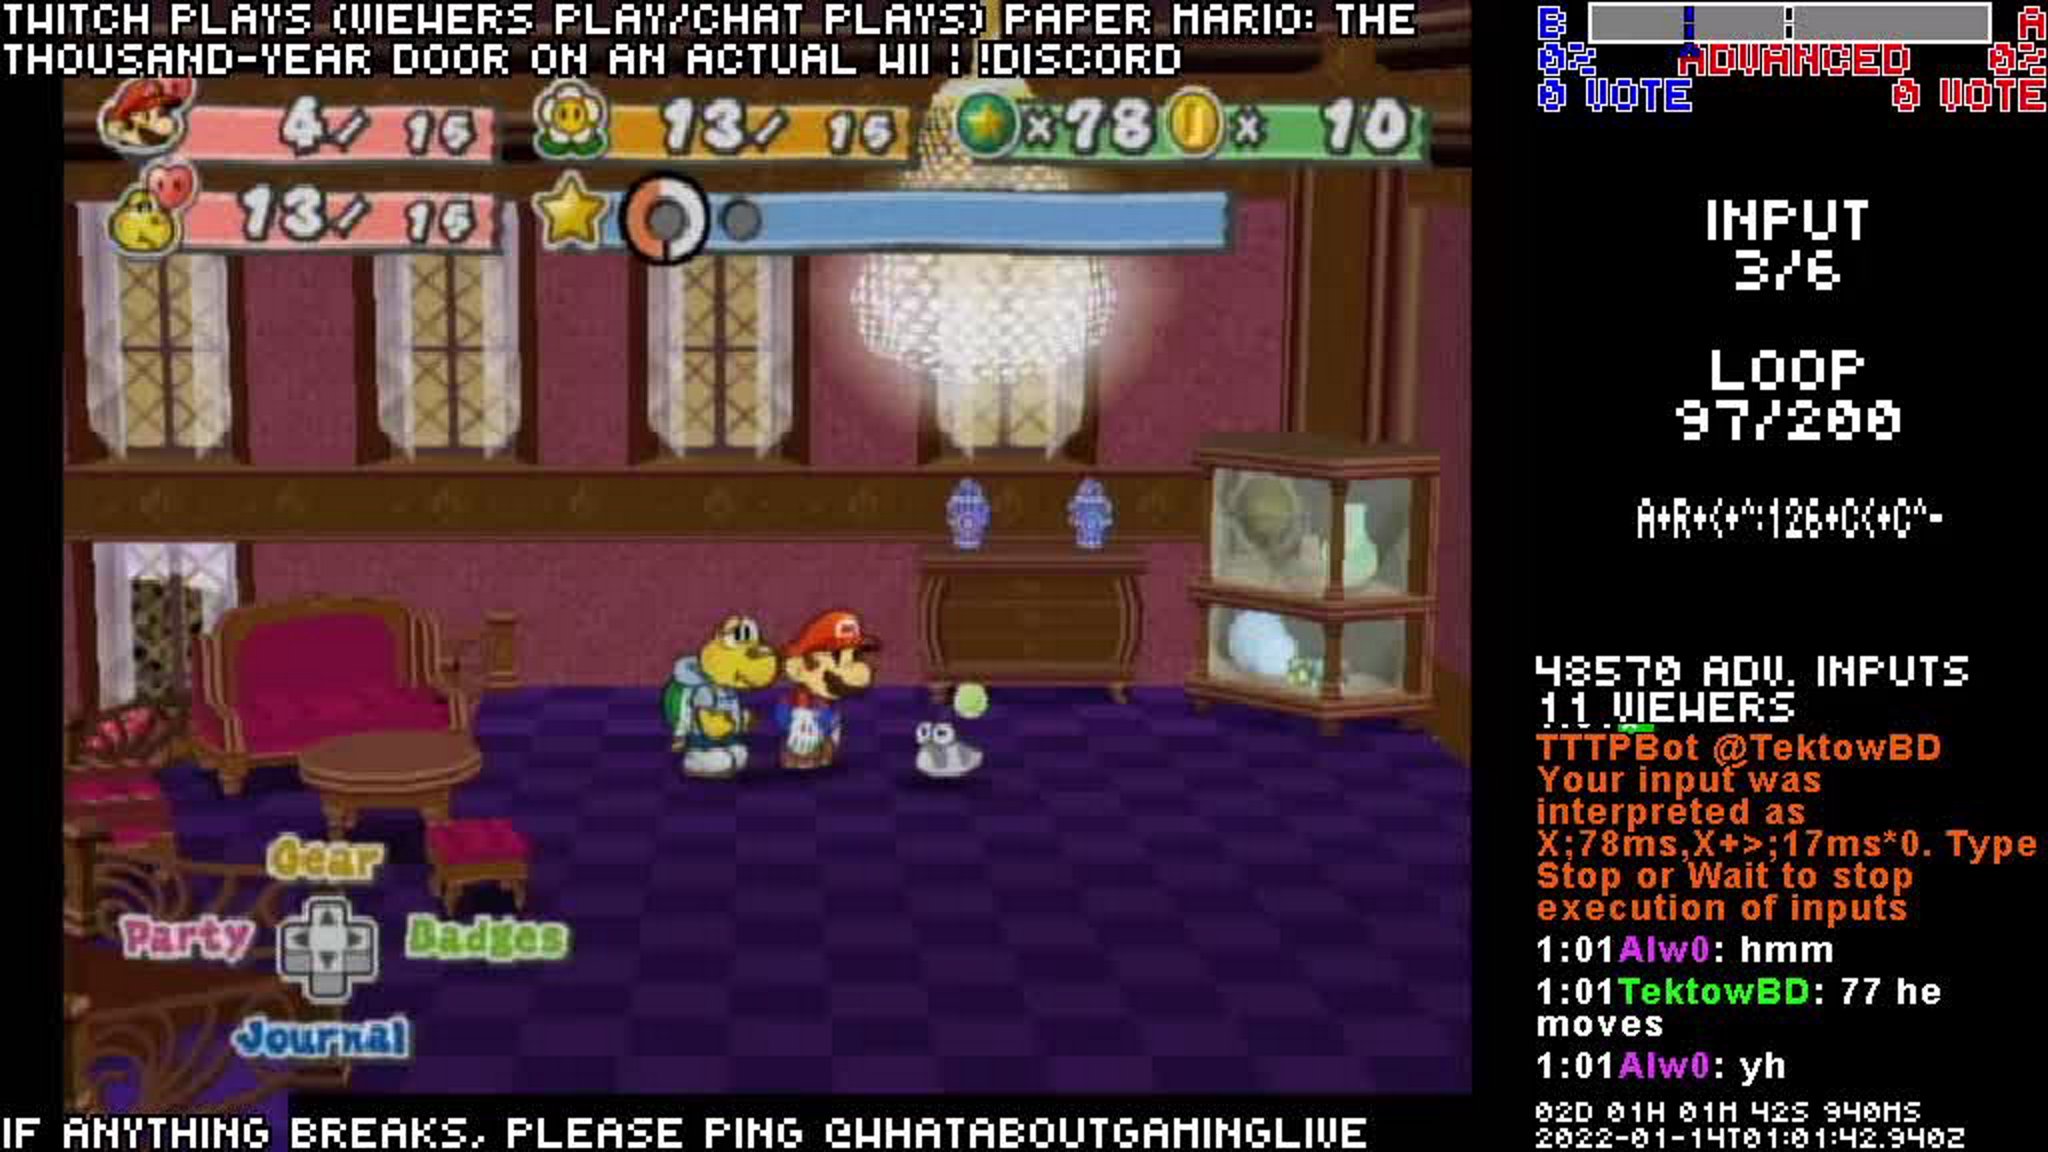 TWITCH PLAYS (VIEWERS PLAY/CHAT PLAYS) PAPER MARIO: THE
THOUSAND-YEAR DOOR ON AN ACTUAL WII | !DISCORD
B A
0% ADVANCED 0%
0 VOTE 0 VOTE
4/ 15 13/ 15 ×78 × 10
13/ 15
INPUT
3/6
LOOP
97/200
A+R+(+^:126+C(+C^-
48570 ADV. INPUTS
11 VIEWERS
TTTPBot @TektowBD
Your input was
interpreted as
X;78ms,X+>;17ms*0. Type
Stop or Wait to stop
execution of inputs
1:01Alw0: hmm
1:01TektowBD: 77 he
moves
1:01Alw0: yh
Gear
Party Badges
Journal
02D 01H 01M 42S 940MS
2022-01-14T01:01:42.940Z
IF ANYTHING BREAKS, PLEASE PING @WHATABOUTGAMINGLIVE